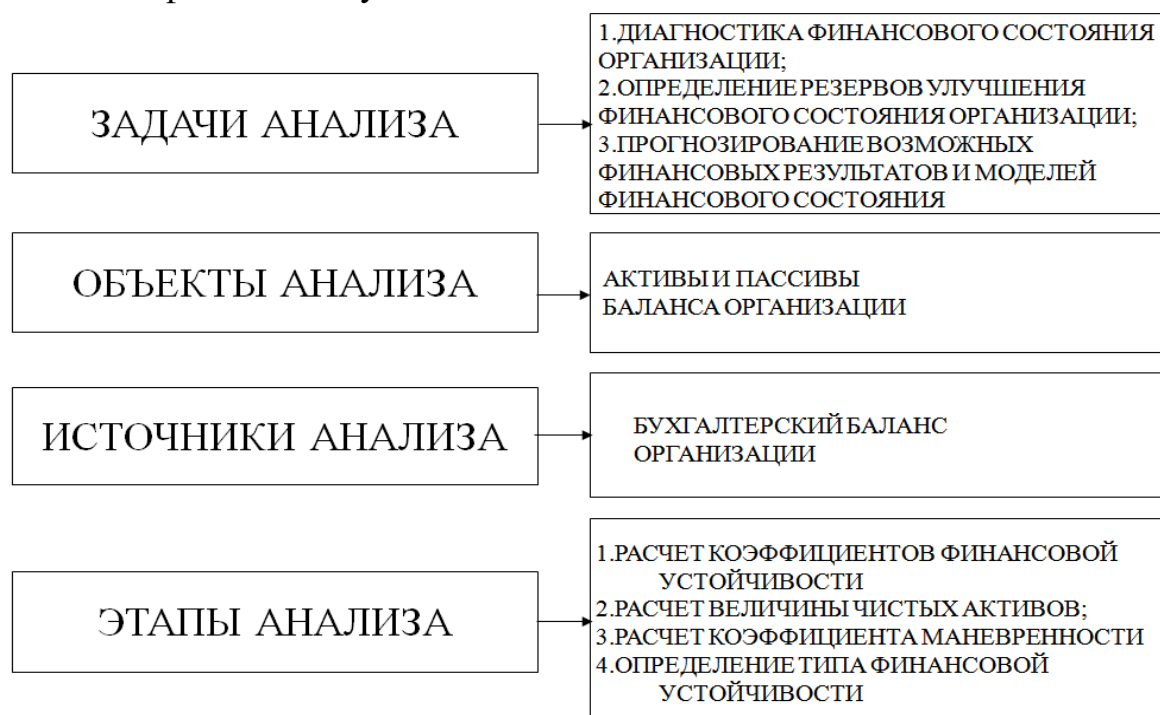 ЗАДАЧИ АНАЛИЗА
1.ДИАГНОСТИКА ФИНАНСОВОГО СОСТОЯНИЯ
ОРГАНИЗАЦИИ;
2.ОПРЕДЕЛЕНИЕ РЕЗЕРВОВ УЛУЧШЕНИЯ
ФИНАНСОВОГО СОСТОЯНИЯ ОРГАНИЗАЦИИ;
3.ПРОГНОЗИРОВАНИЕ ВОЗМОЖНЫХ
ФИНАНСОВЫХ РЕЗУЛЬТАТОВ И МОДЕЛЕЙ
ФИНАНСОВОГО СОСТОЯНИЯ
ОБЪЕКТЫ АНАЛИЗА
АКТИВЫ И ПАССИВЫ
БАЛАНСА ОРГАНИЗАЦИИ
ИСТОЧНИКИ АНАЛИЗА
БУХГАЛТЕРСКИЙ БАЛАНС
ОРГАНИЗАЦИИ
ЭТАПЫ АНАЛИЗА
1.РАСЧЕТ КОЭФФИЦИЕНТОВ ФИНАНСОВОЙ
УСТОЙЧИВОСТИ
2.РАСЧЕТ ВЕЛИЧИНЫ ЧИСТЫХ АКТИВОВ;
3.РАСЧЕТ КОЭФФИЦИЕНТА МАНЕВРЕННОСТИ
4.ОПРЕДЕЛЕНИЕ ТИПА ФИНАНСОВОЙ
УСТОЙЧИВОСТИ